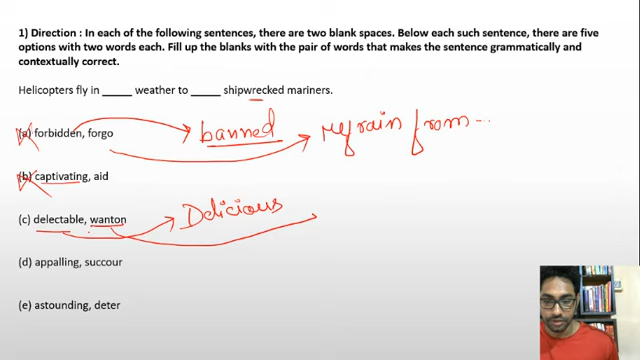 1) Direction : In each of the following sentences, there are two blank spaces. Below each such sentence, there are five
options with two words each. Fill up the blanks with the pair of words that makes the sentence grammatically and
contextually correct.
Helicopters fly in _____ weather to _____ shipwrecked mariners.
(a) forbidden, forgo
banned
refrain from --
(b) captivating, aid
(c) delectable, wanton
Delicious
(d) appalling, succour
(e) astounding, deter